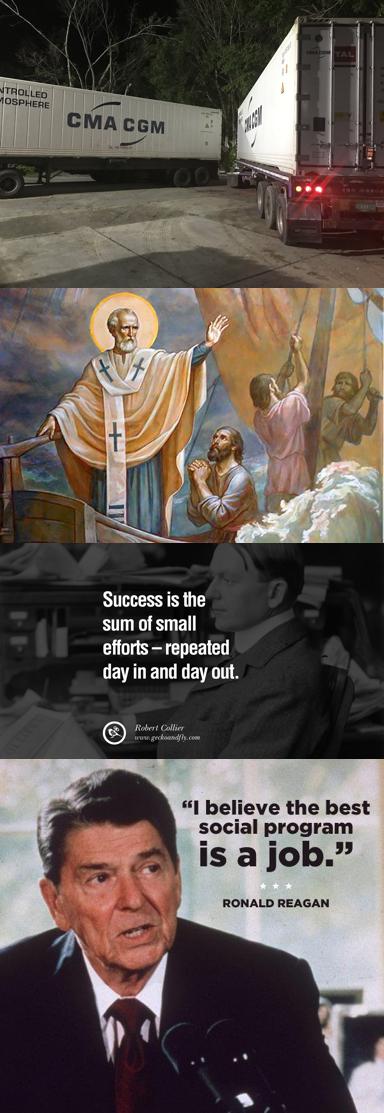 NTROLLED
MOSPHERE
CMA CGM
CMA CGM
TAL
Success is the
sum of small
efforts – repeated
day in and day out.
Robert Collier
www.geckoandfly.com
“I believe the best
social program
is a job.”
RONALD REAGAN